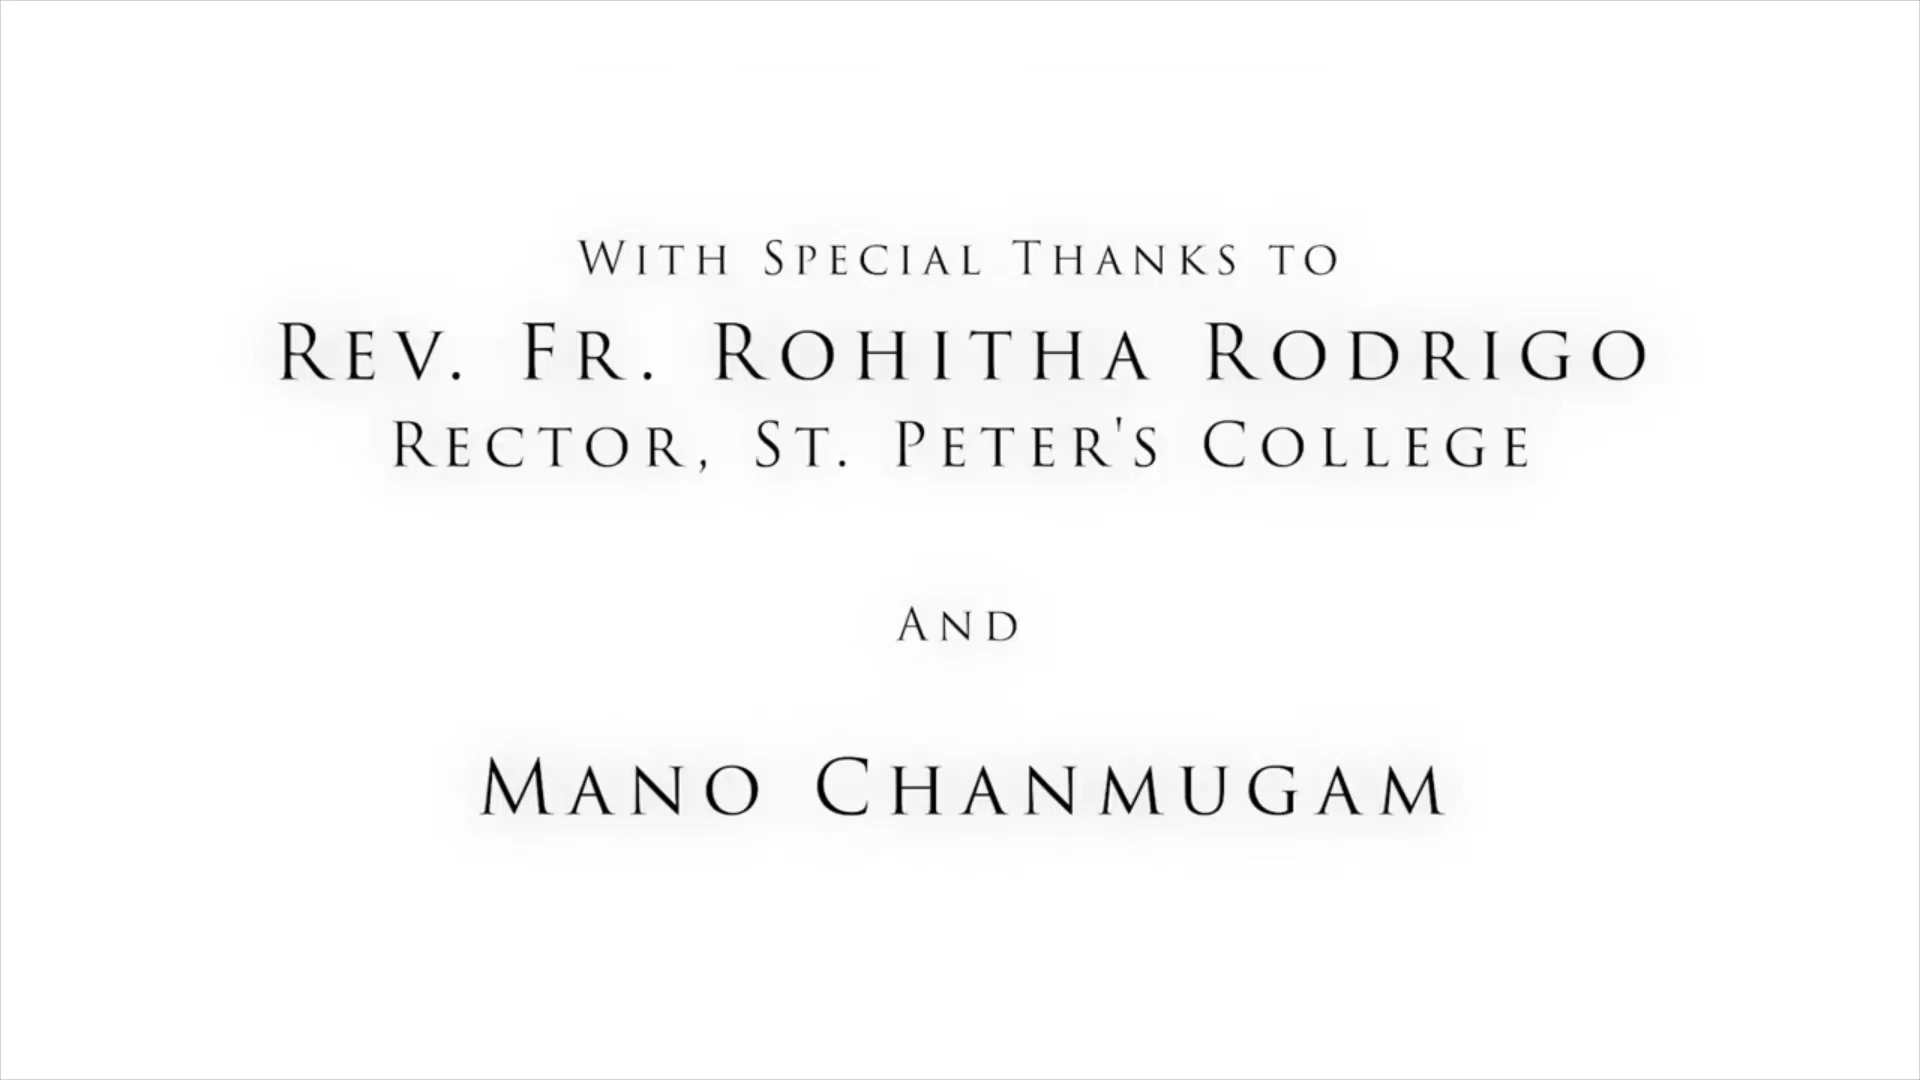 With Special Thanks to
Rev. Fr. Rohitha Rodrigo
Rector, St. Peter's College
And
Mano Chanmugam